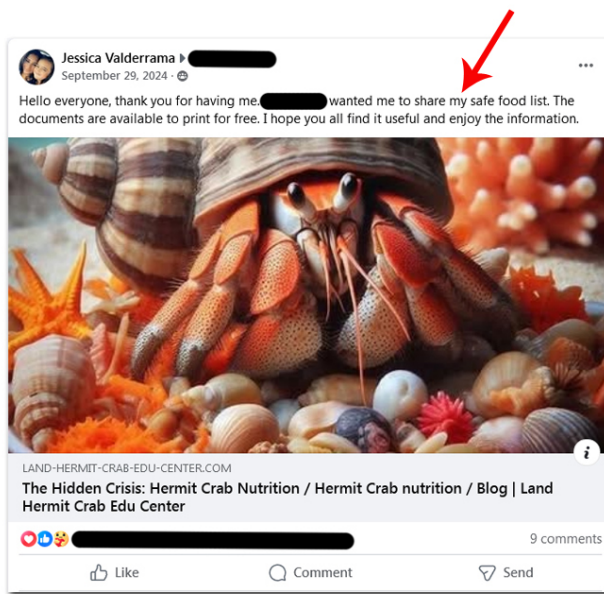 Jessica Valderrama
September 29, 2024 ·
Hello everyone, thank you for having me. wanted me to share my safe food list. The
documents are available to print for free. I hope you all find it useful and enjoy the information.
i
LAND-HERMIT-CRAB-EDU-CENTER.COM
The Hidden Crisis: Hermit Crab Nutrition / Hermit Crab nutrition / Blog | Land
Hermit Crab Edu Center
9 comments
Like Comment Send